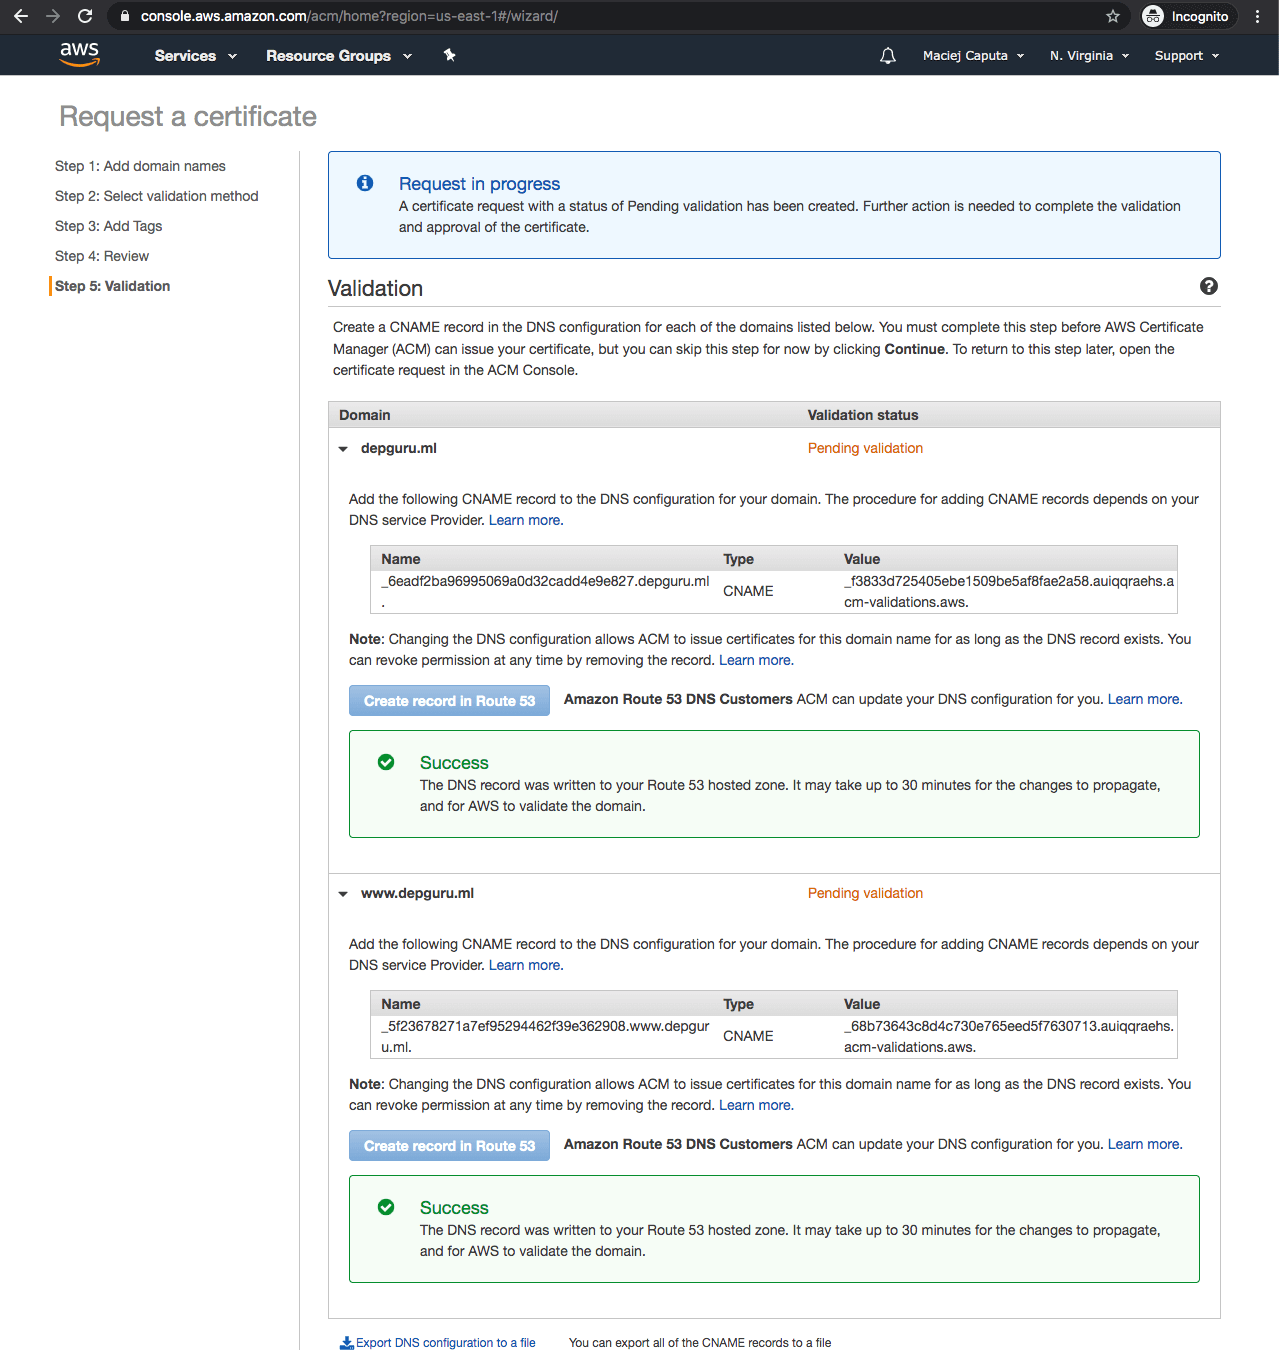 console.aws.amazon.com/acm/home?region=us-east-1#/wizard/
Incognito
aws
Services
Resource Groups
Maciej Caputa
N. Virginia
Support
Request a certificate
Step 1: Add domain names
Step 2: Select validation method
Step 3: Add Tags
Step 4: Review
Step 5: Validation
Request in progress
A certificate request with a status of Pending validation has been created. Further action is needed to complete the validation
and approval of the certificate.
Validation
Create a CNAME record in the DNS configuration for each of the domains listed below. You must complete this step before AWS Certificate
Manager (ACM) can issue your certificate, but you can skip this step for now by clicking Continue. To return to this step later, open the
certificate request in the ACM Console.
Domain Validation status
depguru.ml Pending validation
Add the following CNAME record to the DNS configuration for your domain. The procedure for adding CNAME records depends on your
DNS service Provider. Learn more.
Name Type Value
_6eadf2ba96995069a0d32cadd4e9e827.depguru.ml
.
CNAME
_f3833d725405ebe1509be5af8fae2a58.auiqqraehs.a
cm-validations.aws.
Note: Changing the DNS configuration allows ACM to issue certificates for this domain name for as long as the DNS record exists. You
can revoke permission at any time by removing the record. Learn more.
Create record in Route 53
Amazon Route 53 DNS Customers ACM can update your DNS configuration for you. Learn more.
Success
The DNS record was written to your Route 53 hosted zone. It may take up to 30 minutes for the changes to propagate,
and for AWS to validate the domain.
www.depguru.ml Pending validation
Add the following CNAME record to the DNS configuration for your domain. The procedure for adding CNAME records depends on your
DNS service Provider. Learn more.
Name Type Value
_5f23678271a7ef95294462f39e362908.www.depgur
u.ml.
CNAME
_68b73643c8d4c730e765eed5f7630713.auiqqraehs.
acm-validations.aws.
Note: Changing the DNS configuration allows ACM to issue certificates for this domain name for as long as the DNS record exists. You
can revoke permission at any time by removing the record. Learn more.
Create record in Route 53
Amazon Route 53 DNS Customers ACM can update your DNS configuration for you. Learn more.
Success
The DNS record was written to your Route 53 hosted zone. It may take up to 30 minutes for the changes to propagate,
and for AWS to validate the domain.
Export DNS configuration to a file You can export all of the CNAME records to a file